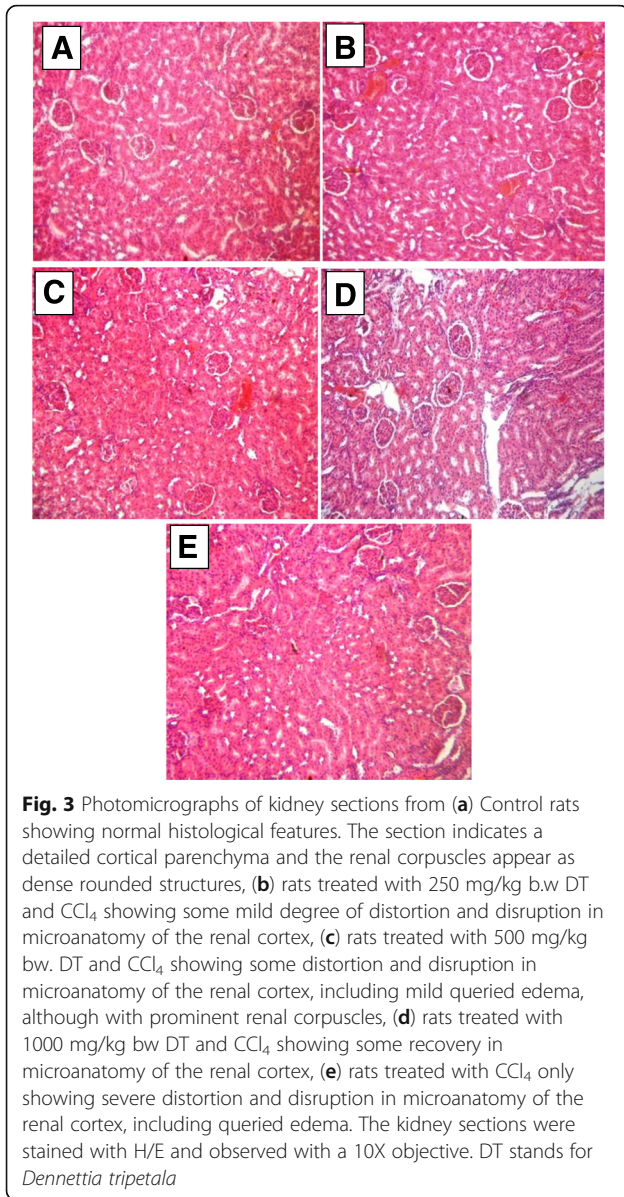 A
B
C
D
E
Fig. 3 Photomicrographs of kidney sections from (a) Control rats
showing normal histological features. The section indicates a
detailed cortical parenchyma and the renal corpuscles appear as
dense rounded structures, (b) rats treated with 250 mg/kg b.w DT
and CCl₄ showing some mild degree of distortion and disruption in
microanatomy of the renal cortex, (c) rats treated with 500 mg/kg
bw. DT and CCl₄ showing some distortion and disruption in
microanatomy of the renal cortex, including mild queried edema,
although with prominent renal corpuscles, (d) rats treated with
1000 mg/kg bw DT and CCl₄ showing some recovery in
microanatomy of the renal cortex, (e) rats treated with CCl₄ only
showing severe distortion and disruption in microanatomy of the
renal cortex, including queried edema. The kidney sections were
stained with H/E and observed with a 10X objective. DT stands for
Dennettia tripetala